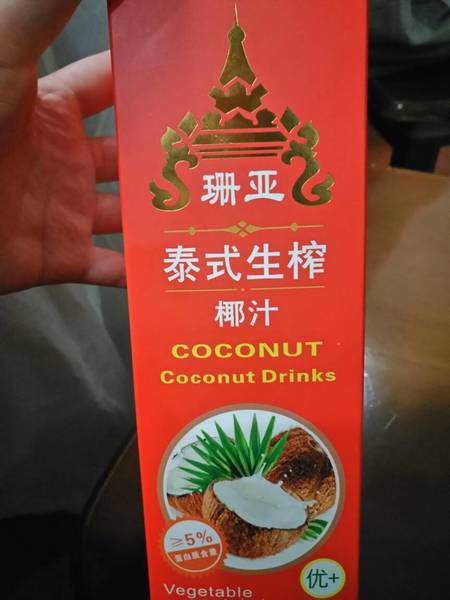 珊亚
泰式生榨
椰汁
COCONUT
Coconut Drinks
≥5%
蛋白质含量
优+
Vegetable